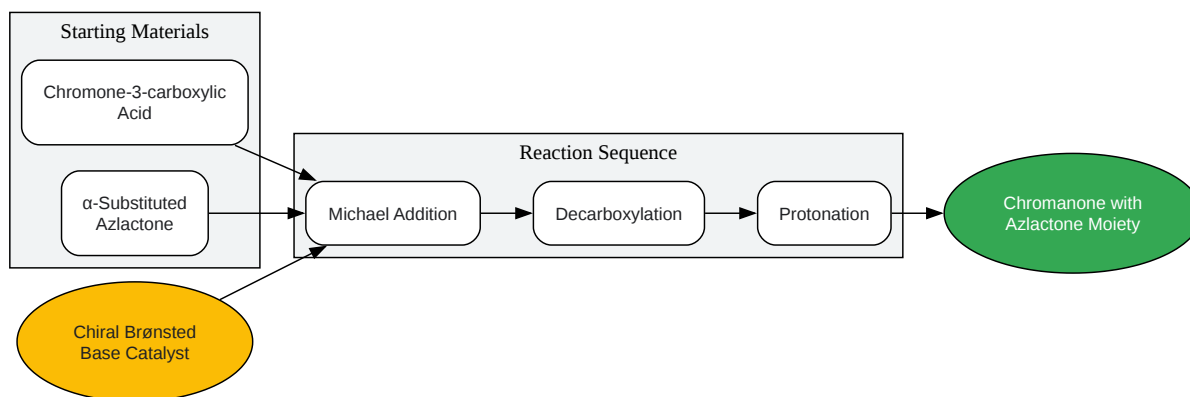 Starting Materials
Chromone-3-carboxylic
Acid
α-Substituted
Azlactone
Chiral Brønsted
Base Catalyst
Reaction Sequence
Michael Addition
Decarboxylation
Protonation
Chromanone with
Azlactone Moiety